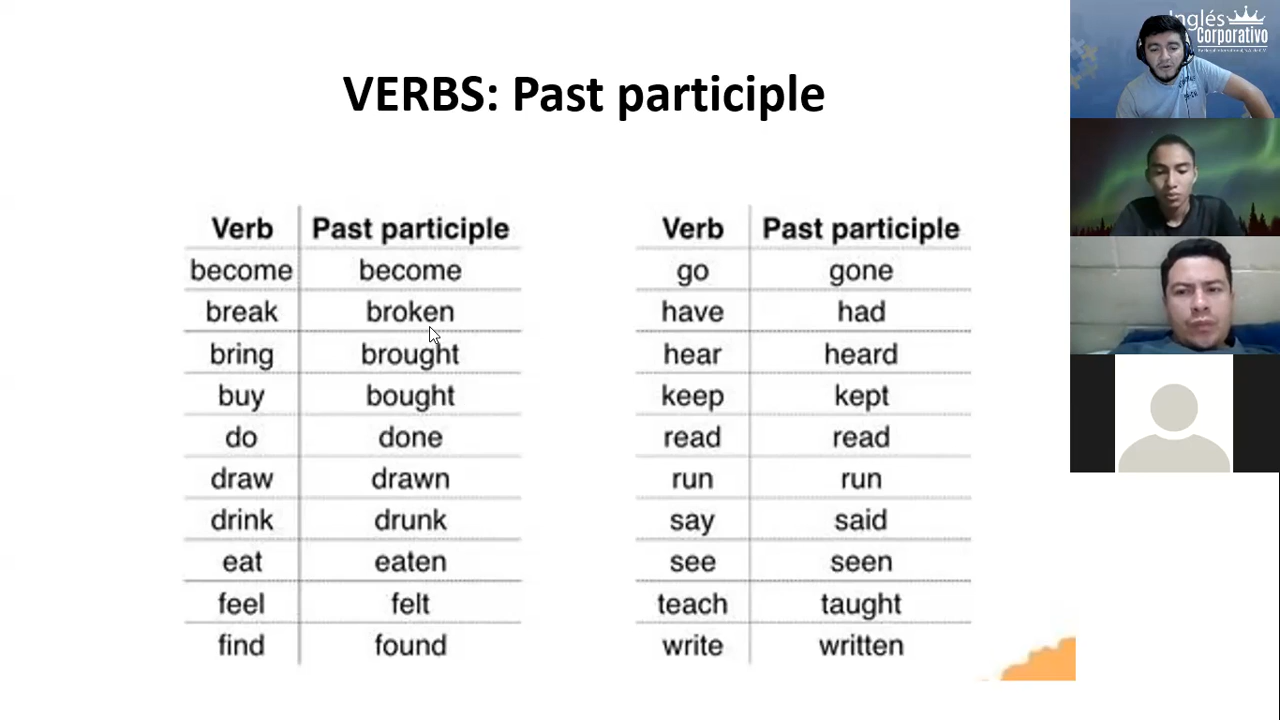 VERBS: Past participle
Verb Past participle
become become
break broken
bring brought
buy bought
do done
draw drawn
drink drunk
eat eaten
feel felt
find found
Verb Past participle
go gone
have had
hear heard
keep kept
read read
run run
say said
see seen
teach taught
write written
Inglés
Corporativo